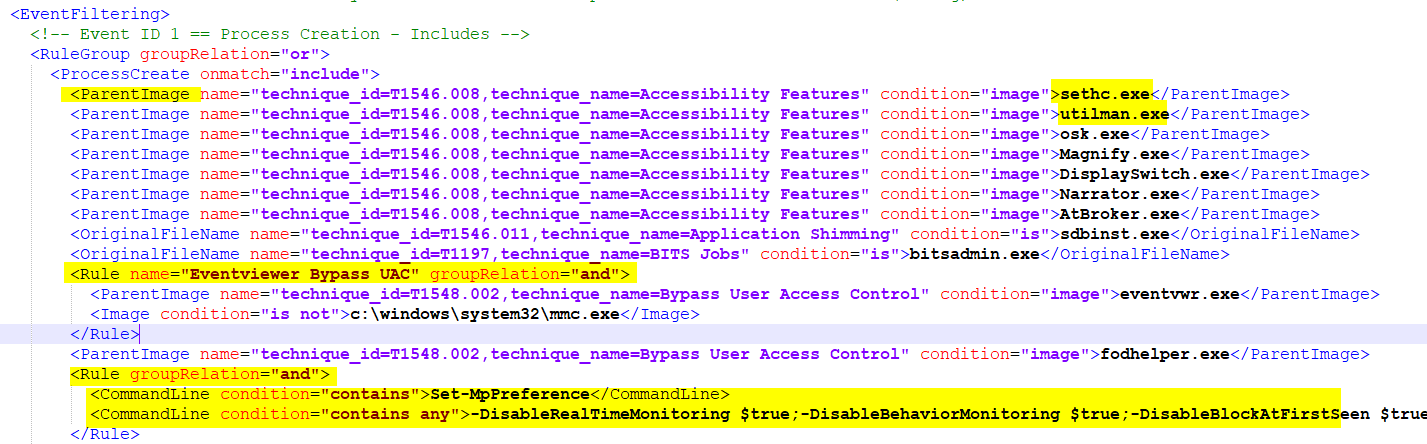 <EventFiltering>
<!-- Event ID 1 == Process Creation - Includes -->
<RuleGroup groupRelation="or">
<ProcessCreate onmatch="include">
<ParentImage name="technique_id=T1546.008,technique_name=Accessibility Features" condition="image">sethc.exe</ParentImage>
<ParentImage name="technique_id=T1546.008,technique_name=Accessibility Features" condition="image">utilman.exe</ParentImage>
<ParentImage name="technique_id=T1546.008,technique_name=Accessibility Features" condition="image">osk.exe</ParentImage>
<ParentImage name="technique_id=T1546.008,technique_name=Accessibility Features" condition="image">Magnify.exe</ParentImage>
<ParentImage name="technique_id=T1546.008,technique_name=Accessibility Features" condition="image">DisplaySwitch.exe</ParentImage>
<ParentImage name="technique_id=T1546.008,technique_name=Accessibility Features" condition="image">Narrator.exe</ParentImage>
<ParentImage name="technique_id=T1546.008,technique_name=Accessibility Features" condition="image">AtBroker.exe</ParentImage>
<OriginalFileName name="technique_id=T1546.011,technique_name=Application Shimming" condition="is">sdbinst.exe</OriginalFileName>
<OriginalFileName name="technique_id=T1197,technique_name=BITS Jobs" condition="is">bitsadmin.exe</OriginalFileName>
<Rule name="Eventviewer Bypass UAC" groupRelation="and">
<ParentImage name="technique_id=T1548.002,technique_name=Bypass User Access Control" condition="image">eventvwr.exe</ParentImage>
<Image condition="is not">c:\windows\system32\mmc.exe</Image>
</Rule>
<ParentImage name="technique_id=T1548.002,technique_name=Bypass User Access Control" condition="image">fodhelper.exe</ParentImage>
<Rule groupRelation="and">
<CommandLine condition="contains">Set-MpPreference</CommandLine>
<CommandLine condition="contains any">-DisableRealTimeMonitoring $true;-DisableBehaviorMonitoring $true;-DisableBlockAtFirstSeen $true
</Rule>